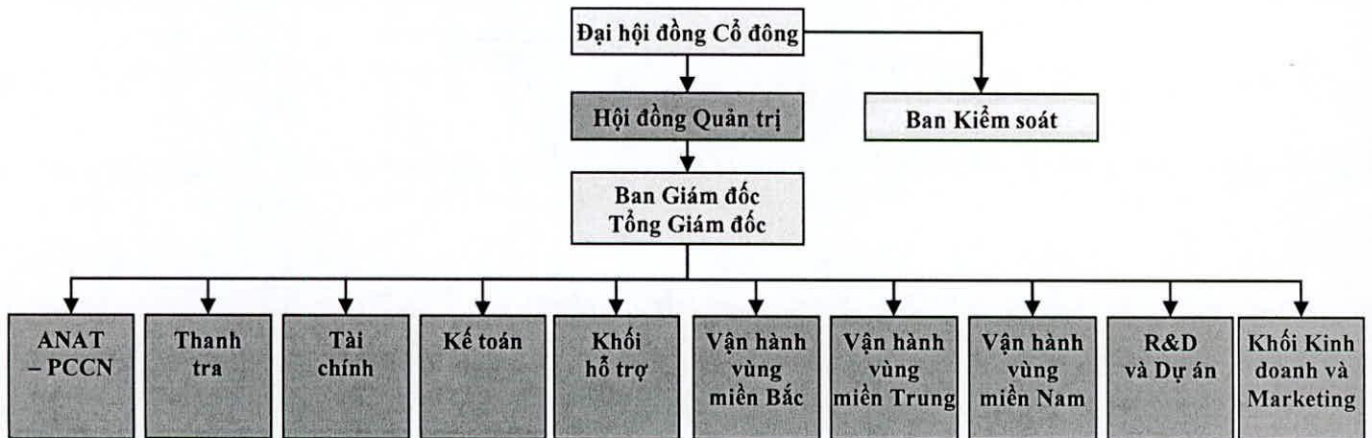 Đại hội đồng Cổ đông
Hội đồng Quản trị
Ban Kiểm soát
Ban Giám đốc
Tổng Giám đốc
ANAT
– PCCN
Thanh
tra
Tài
chính
Kế toán
Khối
hỗ trợ
Vận hành
vùng
miền Bắc
Vận hành
vùng
miền Trung
Vận hành
vùng
miền Nam
R&D
và Dự án
Khối Kinh
doanh và
Marketing